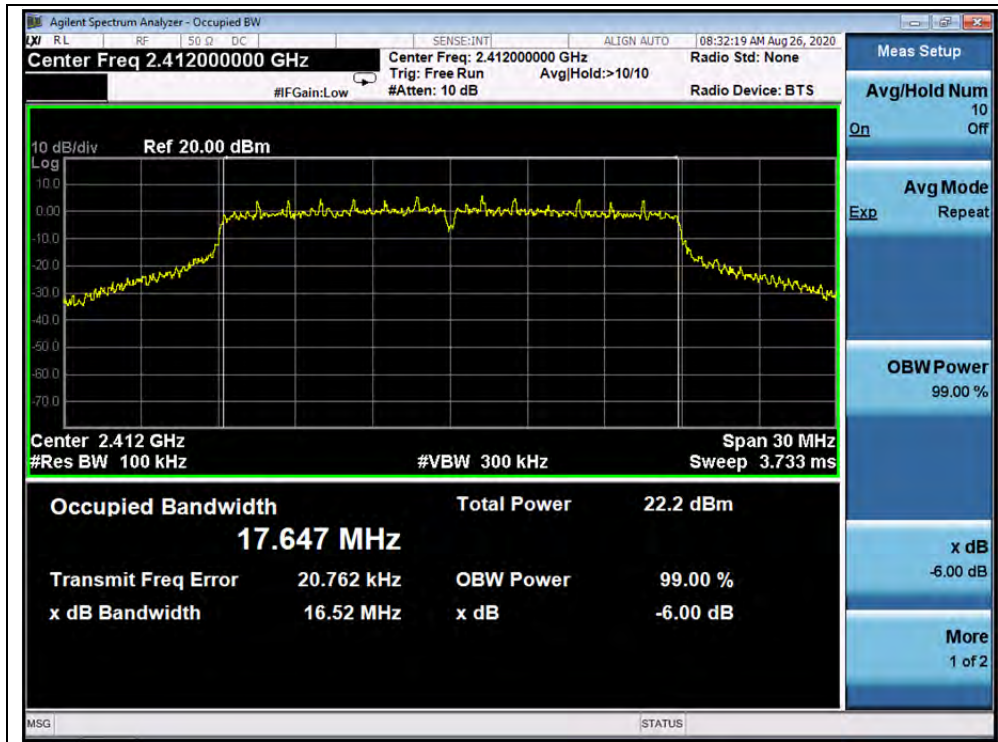 Agilent Spectrum Analyzer - Occupied BW
LXI RL RF 50 Ω DC SENSE:INT ALIGN AUTO 08:32:19 AM Aug 26, 2020
Center Freq 2.412000000 GHz
Center Freq: 2.412000000 GHz
Radio Std: None
Trig: Free Run
Avg|Hold:>10/10
#IFGain:Low
#Atten: 10 dB
Radio Device: BTS
10 dB/div Ref 20.00 dBm
Log
10.0
0.00
-10.0
-20.0
-30.0
-40.0
-50.0
-60.0
-70.0
Center 2.412 GHz
Span 30 MHz
#Res BW 100 kHz
#VBW 300 kHz
Sweep 3.733 ms
Occupied Bandwidth
Total Power 22.2 dBm
17.647 MHz
Transmit Freq Error 20.762 kHz
OBW Power 99.00 %
x dB Bandwidth 16.52 MHz
x dB -6.00 dB
MSG
STATUS
Meas Setup
Avg/Hold Num
10
On Off
Avg Mode
Exp Repeat
OBW Power
99.00 %
x dB
-6.00 dB
More
1 of 2